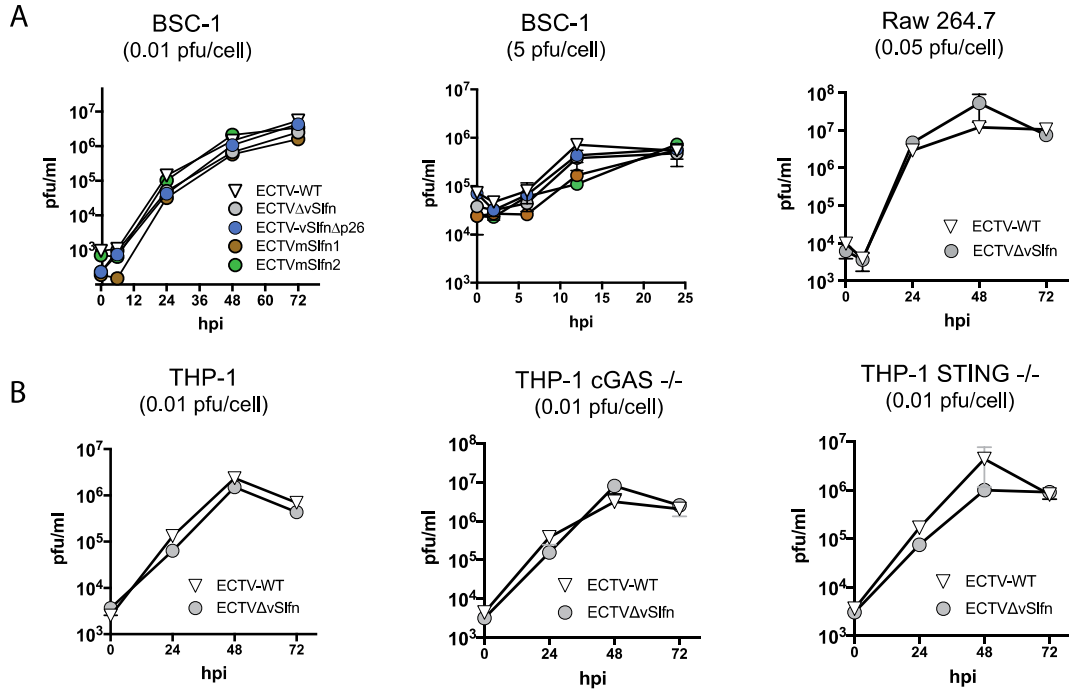 A
BSC-1
(0.01 pfu/cell)
pfu/ml
10⁷
10⁶
10⁵
10⁴
10³
0 12 24 36 48 60 72
hpi
ECTV-WT
ECTVΔvSlfn
ECTV-vSlfnΔp26
ECTVmSlfn1
ECTVmSlfn2
BSC-1
(5 pfu/cell)
pfu/ml
10⁷
10⁶
10⁵
10⁴
10³
0 5 10 15 20 25
hpi
Raw 264.7
(0.05 pfu/cell)
pfu/ml
10⁸
10⁷
10⁶
10⁵
10⁴
10³
0 24 48 72
hpi
B
THP-1
(0.01 pfu/cell)
pfu/ml
10⁷
10⁶
10⁵
10⁴
10³
0 24 48 72
hpi
ECTV-WT
ECTVΔvSlfn
THP-1 cGAS -/-
(0.01 pfu/cell)
pfu/ml
10⁸
10⁷
10⁶
10⁵
10⁴
10³
0 24 48 72
hpi
ECTV-WT
ECTVΔvSlfn
THP-1 STING -/-
(0.01 pfu/cell)
pfu/ml
10⁷
10⁶
10⁵
10⁴
10³
0 24 48 72
hpi
ECTV-WT
ECTVΔvSlfn